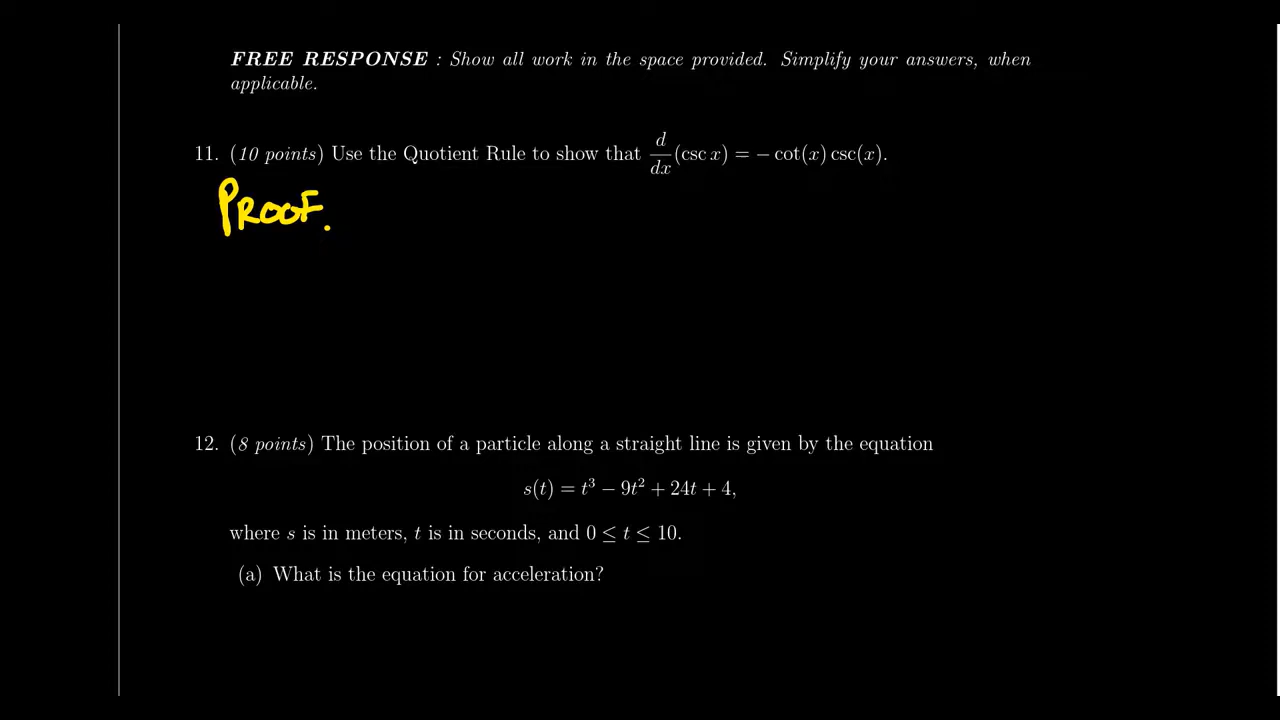 FREE RESPONSE : Show all work in the space provided. Simplify your answers, when
applicable.
11. (10 points) Use the Quotient Rule to show that d/dx (csc x) = − cot(x) csc(x).
PROOF.
12. (8 points) The position of a particle along a straight line is given by the equation
s(t) = t³ − 9t² + 24t + 4,
where s is in meters, t is in seconds, and 0 ≤ t ≤ 10.
(a) What is the equation for acceleration?